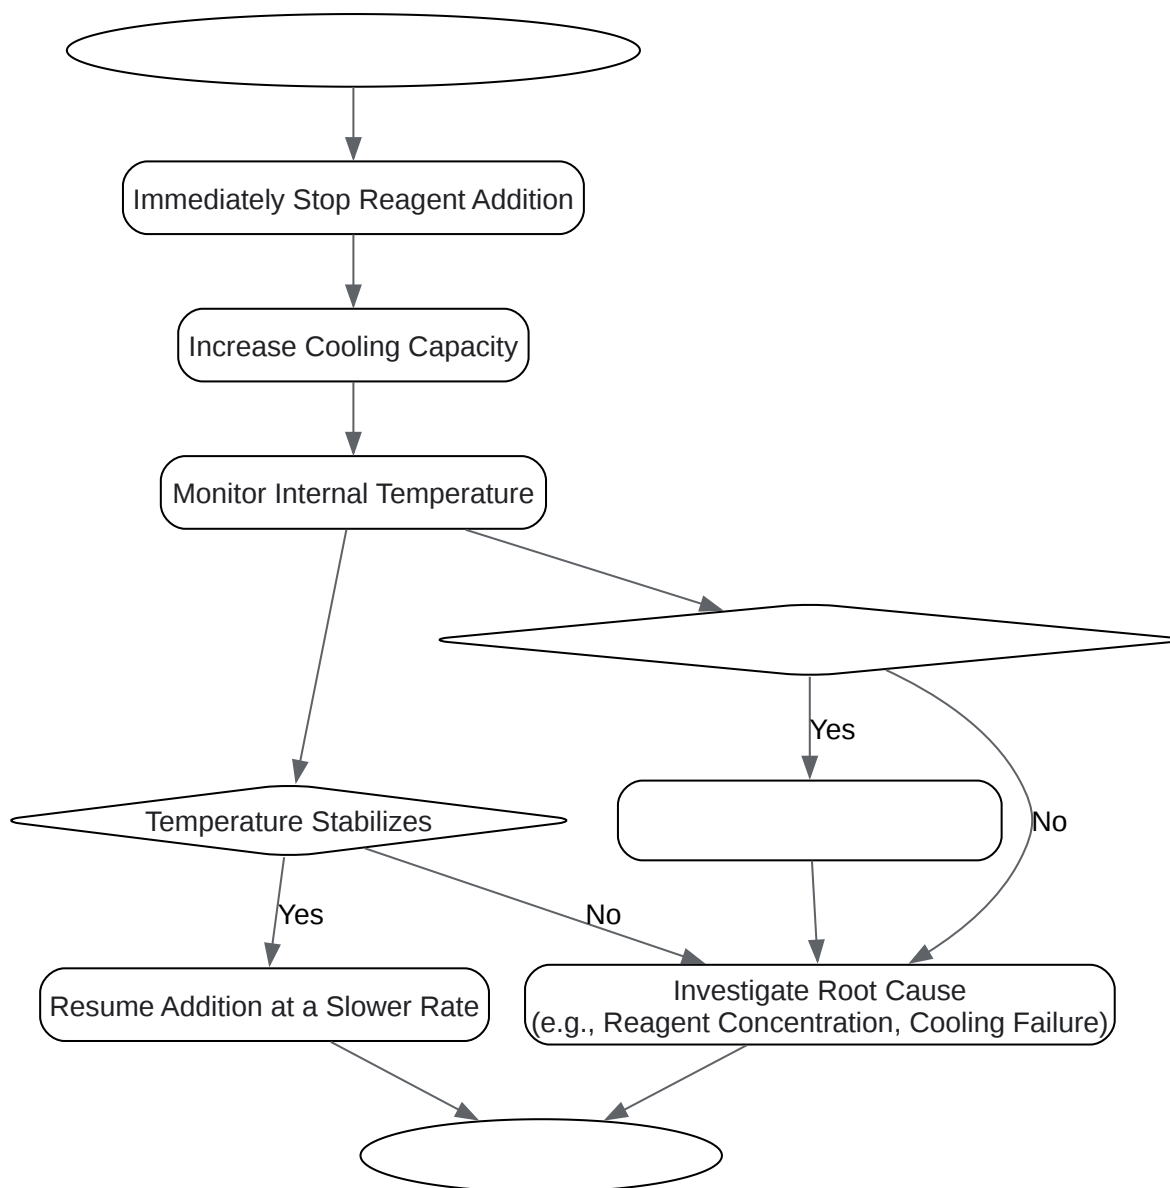 Immediately Stop Reagent Addition
Increase Cooling Capacity
Monitor Internal Temperature
Yes
Temperature Stabilizes
No
Yes
No
Resume Addition at a Slower Rate
Investigate Root Cause
(e.g., Reagent Concentration, Cooling Failure)